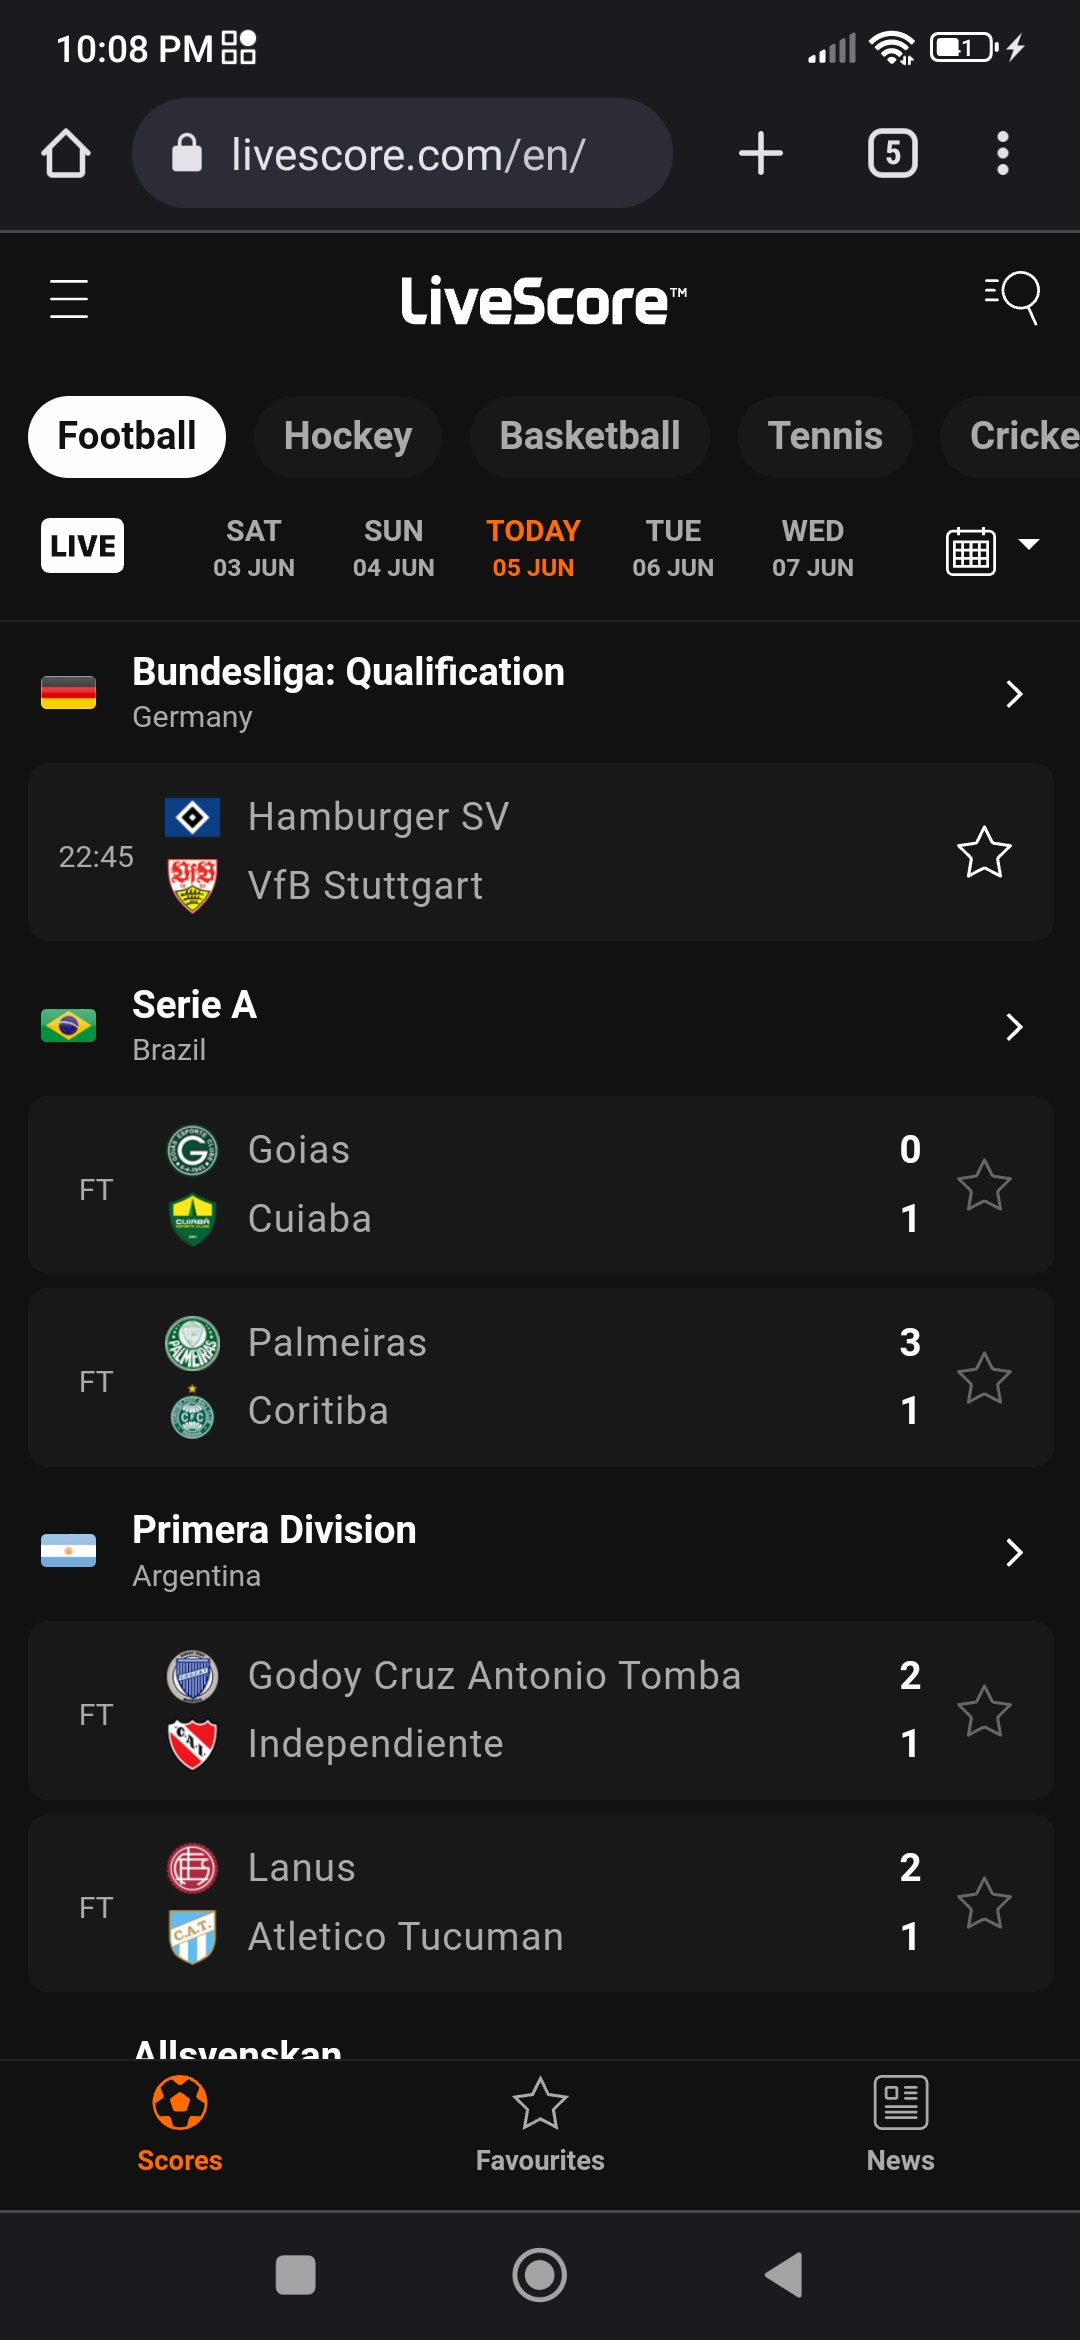 10:08 PM
41
livescore.com/en/
5
LiveScore™
Football Hockey Basketball Tennis Cricke
LIVE
SAT SUN TODAY TUE WED
03 JUN 04 JUN 05 JUN 06 JUN 07 JUN
Bundesliga: Qualification
Germany
22:45
Hamburger SV
VfB Stuttgart
Serie A
Brazil
FT
Goias 0
Cuiaba 1
FT
Palmeiras 3
Coritiba 1
Primera Division
Argentina
FT
Godoy Cruz Antonio Tomba 2
Independiente 1
FT
Lanus 2
Atletico Tucuman 1
Allsvenskan
Scores Favourites News